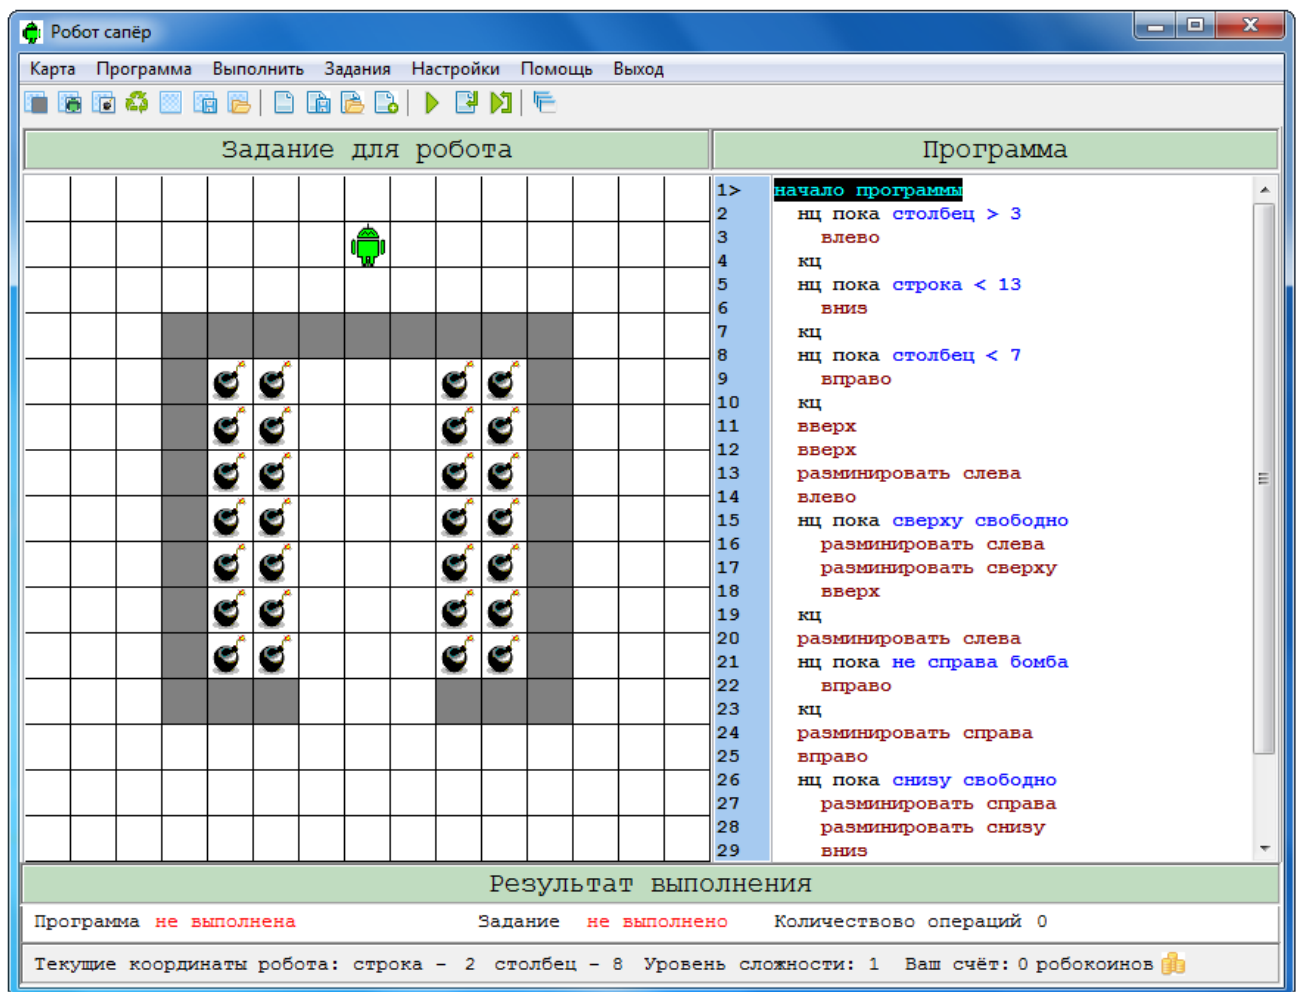 Робот сапёр
Карта Программа Выполнить Задания Настройки Помощь Выход
Задание для робота
Программа
1> начало программы
2 нц пока столбец > 3
3 влево
4 кц
5 нц пока строка < 13
6 вниз
7 кц
8 нц пока столбец < 7
9 вправо
10 кц
11 вверх
12 вверх
13 разминировать слева
14 влево
15 нц пока сверху свободно
16 разминировать слева
17 разминировать сверху
18 вверх
19 кц
20 разминировать слева
21 нц пока не справа бомба
22 вправо
23 кц
24 разминировать справа
25 вправо
26 нц пока снизу свободно
27 разминировать справа
28 разминировать снизу
29 вниз
Результат выполнения
Программа не выполнена Задание не выполнено Количествово операций 0
Текущие координаты робота: строка - 2 столбец - 8 Уровень сложности: 1 Ваш счёт: 0 робокоинов